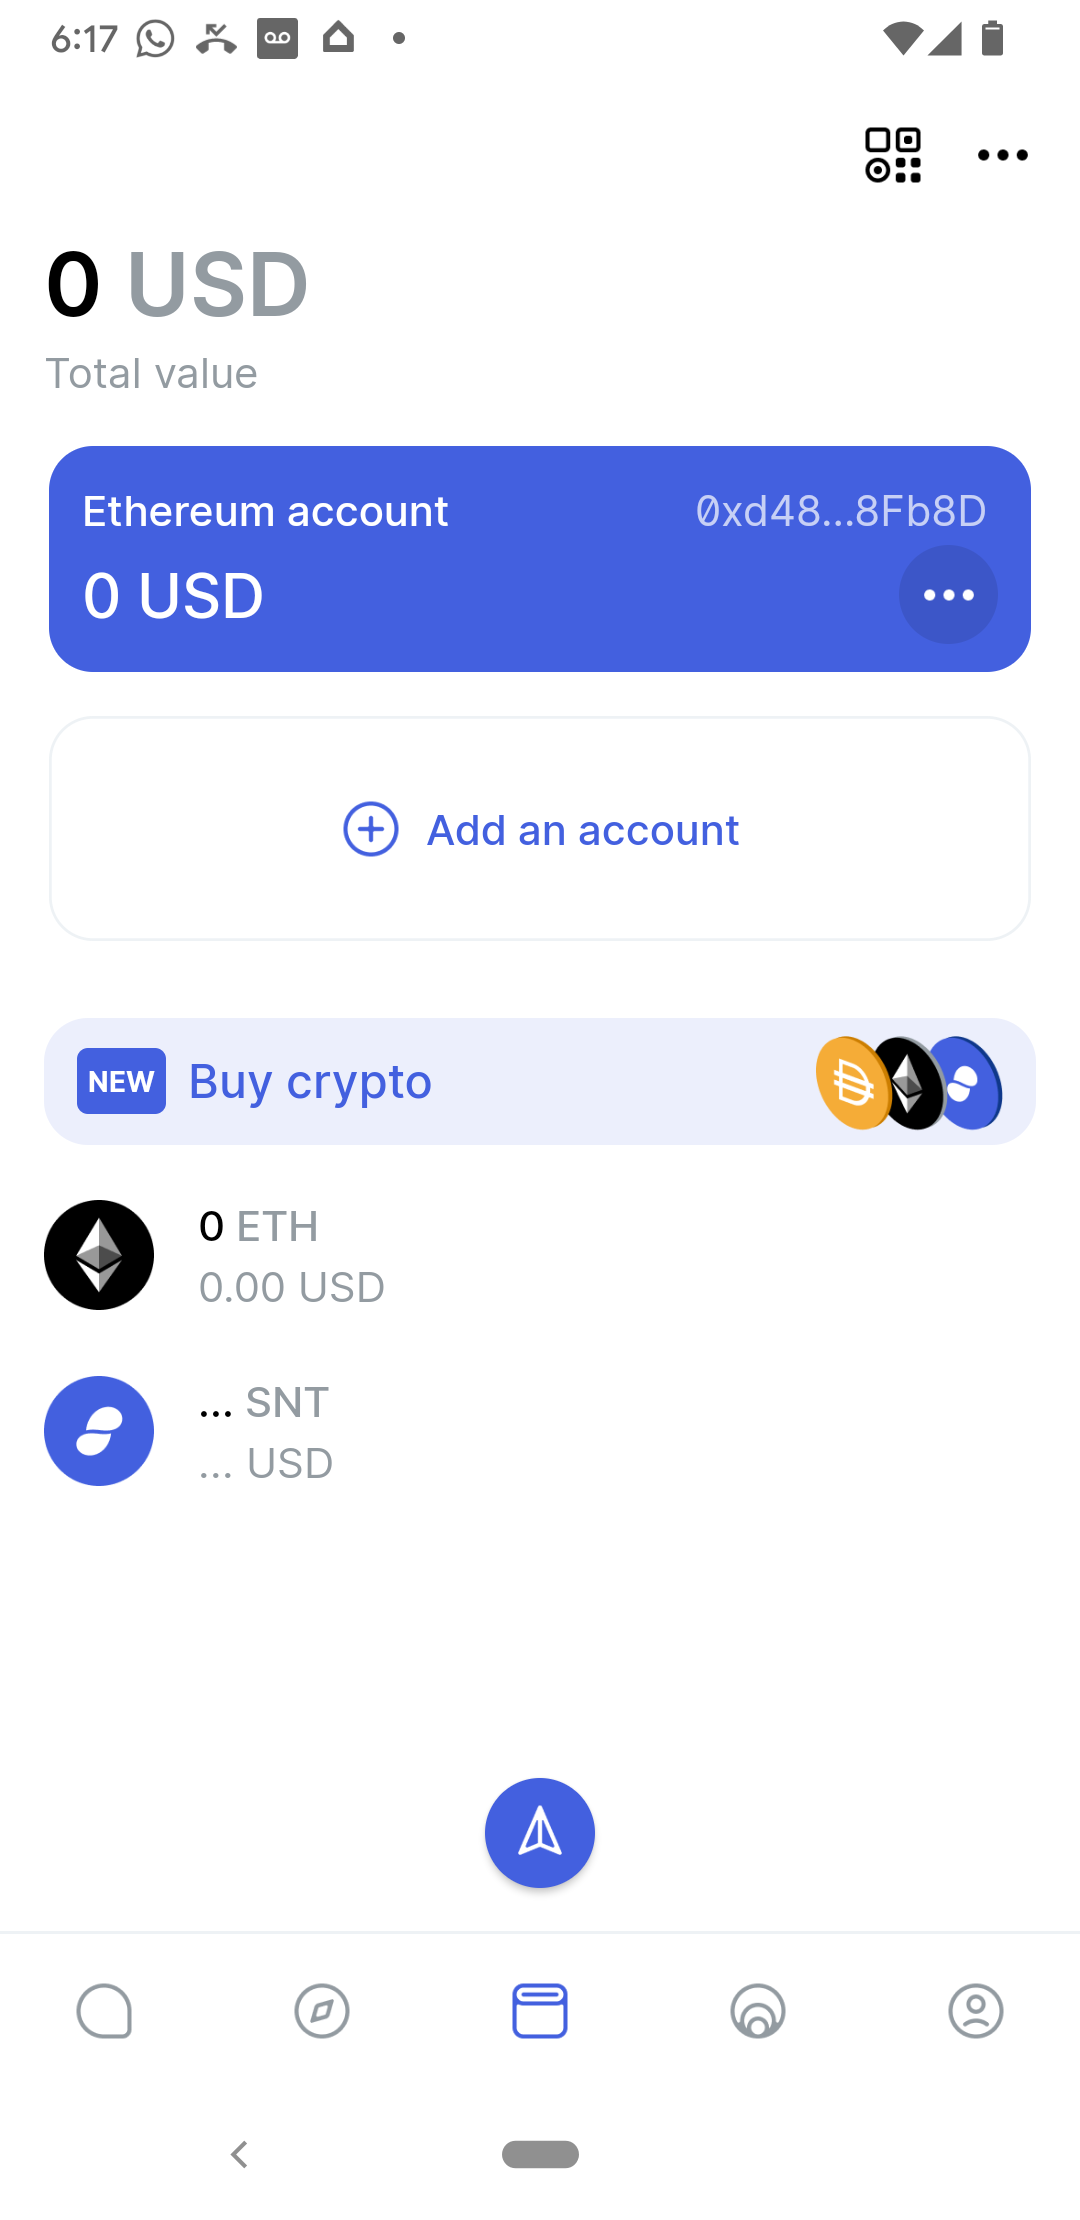 6:17
0 USD
Total value
Ethereum account 0xd48...8Fb8D
0 USD
Add an account
NEW Buy crypto
0 ETH
0.00 USD
... SNT
... USD